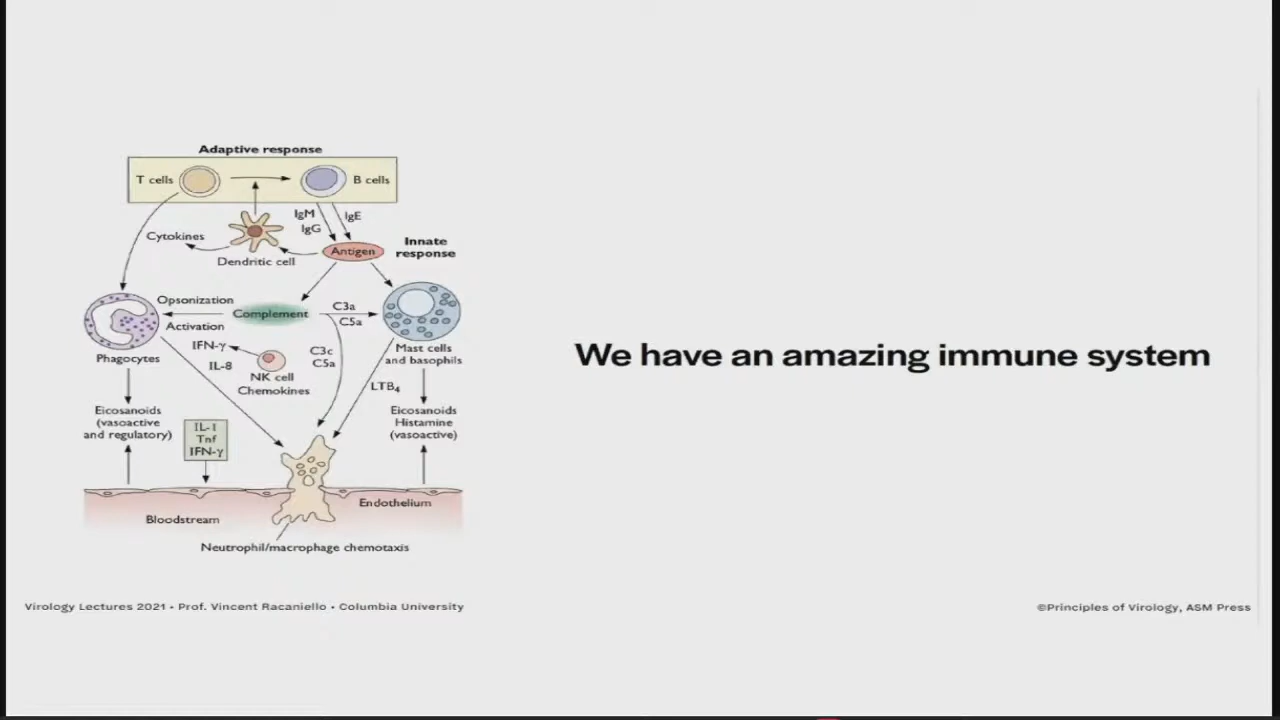 Adaptive response
T cells
B cells
IgM
IgE
IgG
Cytokines
Dendritic cell
Antigen
Innate
response
Opsonization
Complement
C3a
C5a
Activation
IFN-γ
IL-8
NK cell
Chemokines
C3c
C5a
Phagocytes
Mast cells
and basophils
LTB4
Eicosanoids
(vasoactive
and regulatory)
IL-1
Tnf
IFN-γ
Eicosanoids
Histamine
(vasoactive)
Endothelium
Bloodstream
Neutrophil/macrophage chemotaxis
We have an amazing immune system
Virology Lectures 2021 • Prof. Vincent Racaniello • Columbia University
©Principles of Virology, ASM Press